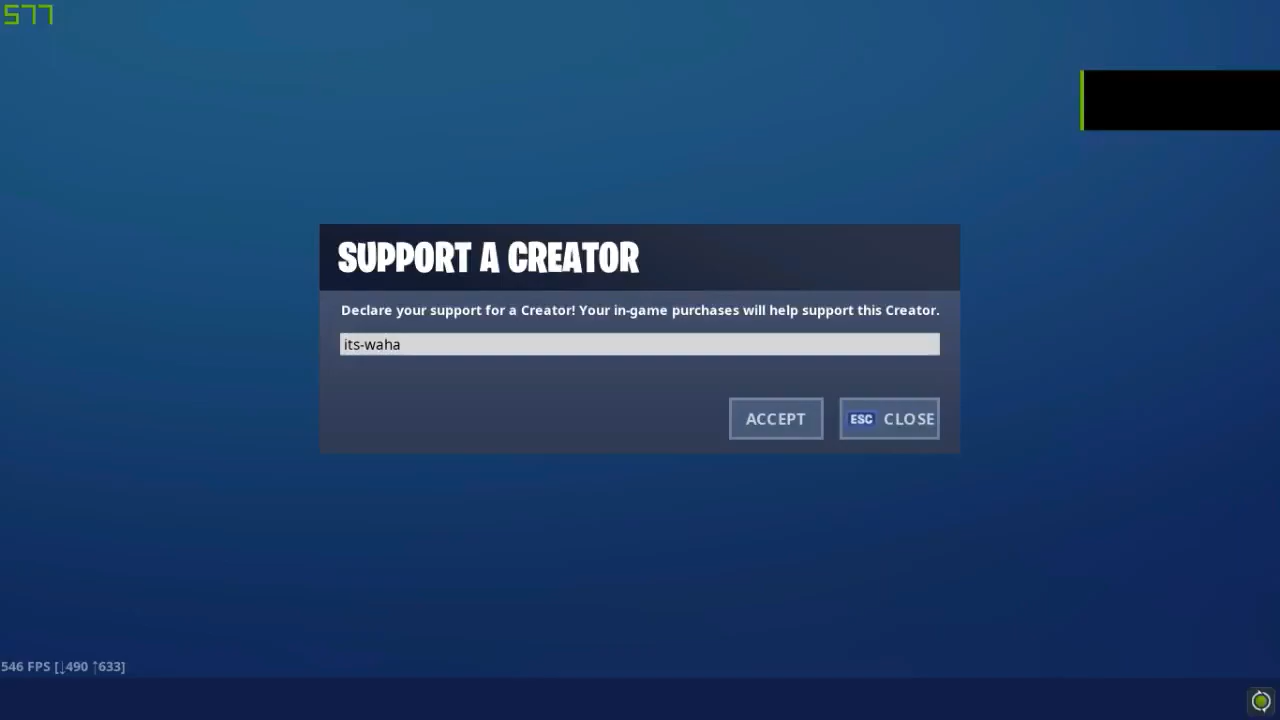 577
SUPPORT A CREATOR
Declare your support for a Creator! Your in-game purchases will help support this Creator.
its-waha
ACCEPT
ESC CLOSE
546 FPS [↓490 ↑633]